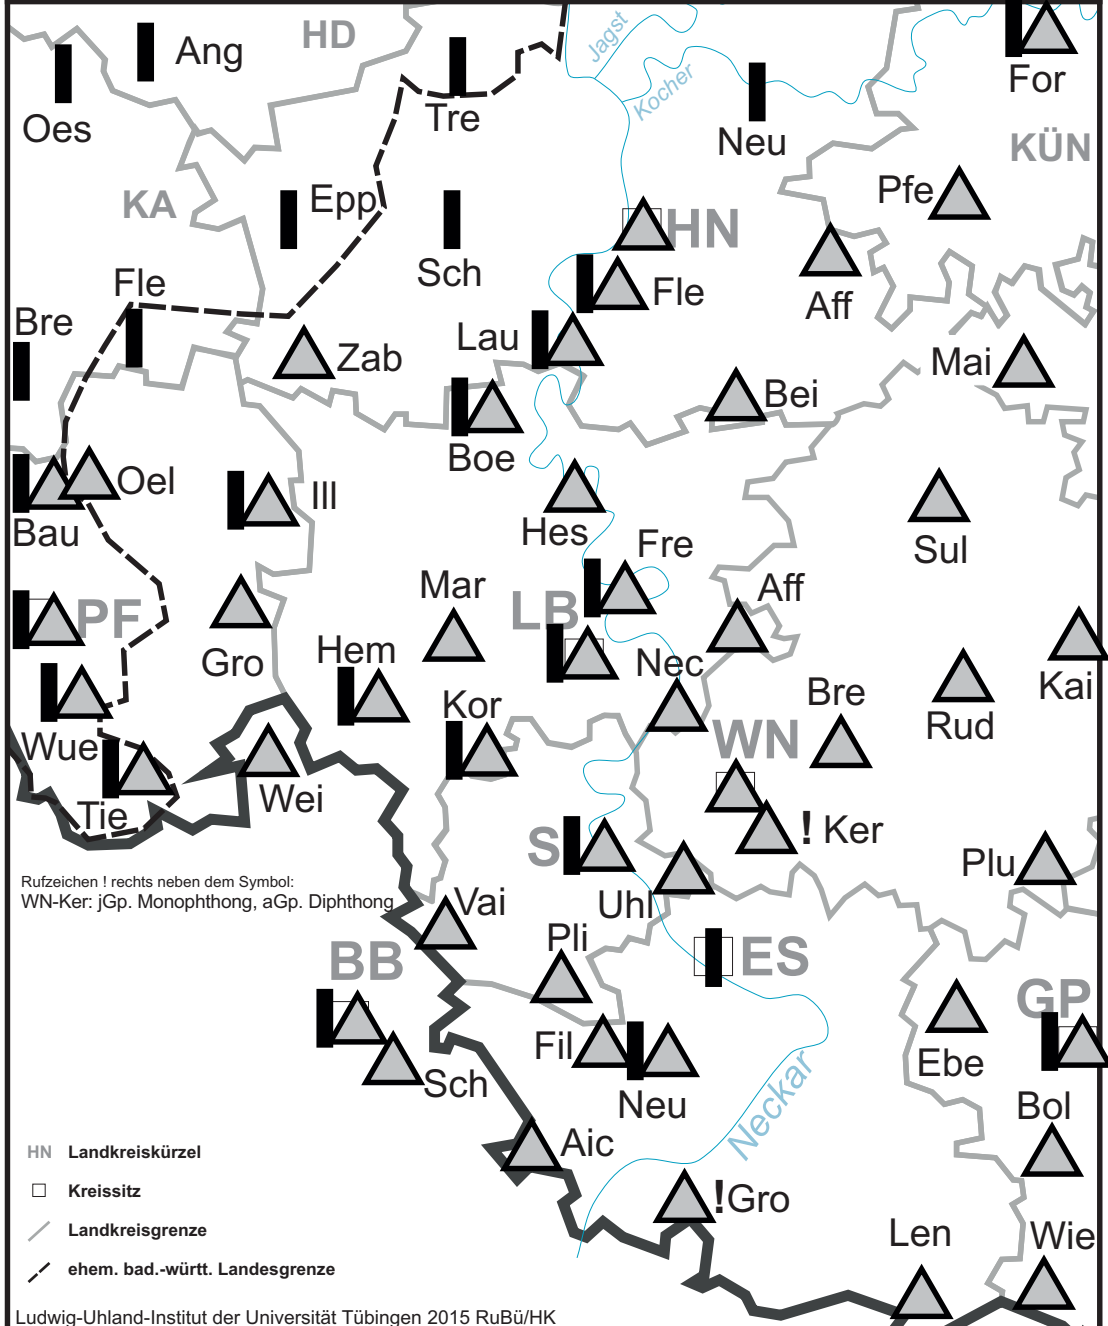 HD
Jagst
Ang
For
Oes
Tre
Kocher
Neu
KÜN
KA
Epp
Pfe
HN
Sch
Fle
Fle
Aff
Bre
Lau
Zab
Mai
Bei
Boe
Oel
Ill
Bau
Hes
Fre
Sul
Mar
Aff
PF
LB
Gro
Hem
Nec
Kai
Kor
Bre
Rud
Wue
WN
Wei
Tie
! Ker
S
Plu
Rufzeichen ! rechts neben dem Symbol:
WN-Ker: jGp. Monophthong, aGp. Diphthong
Vai
Uhl
Pli
BB
ES
GP
Fil
Ebe
Sch
Neu
Bol
Neckar
Aic
HN Landkreiskürzel
Kreissitz
!Gro
Landkreisgrenze
Len
Wie
ehem. bad.-württ. Landesgrenze
Ludwig-Uhland-Institut der Universität Tübingen 2015 RuBü/HK